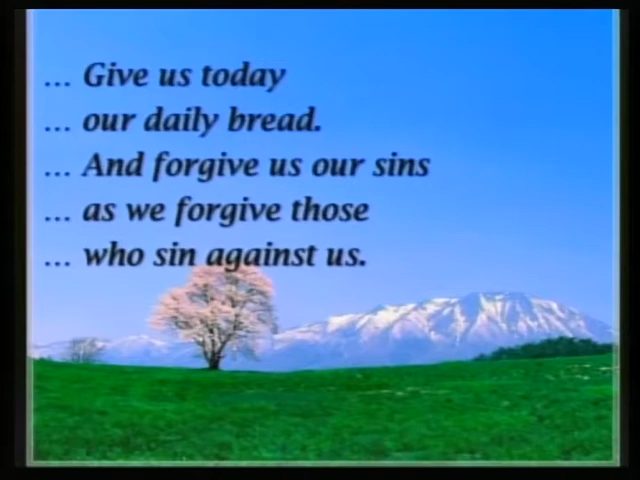 ... Give us today
... our daily bread.
... And forgive us our sins
... as we forgive those
... who sin against us.